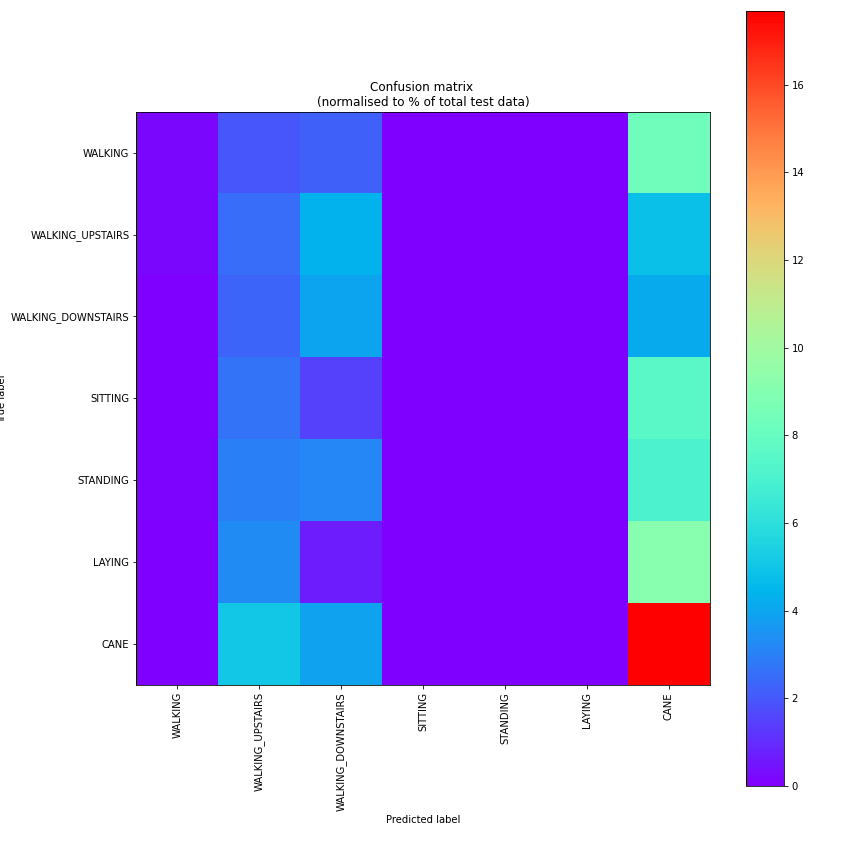 Confusion matrix
(normalised to % of total test data)
WALKING
WALKING_UPSTAIRS
WALKING_DOWNSTAIRS
SITTING
STANDING
LAYING
CANE
label
WALKING
WALKING_UPSTAIRS
WALKING_DOWNSTAIRS
SITTING
STANDING
LAYING
CANE
Predicted label
16
14
12
10
8
6
4
2
0